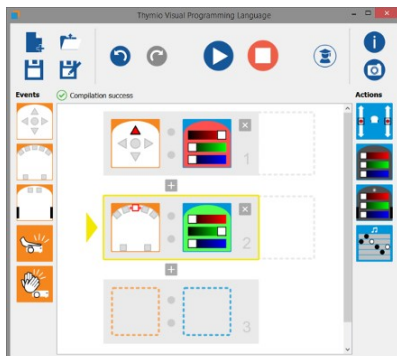 Thymio Visual Programming Language
Events
Compilation success
Actions
1
2
3